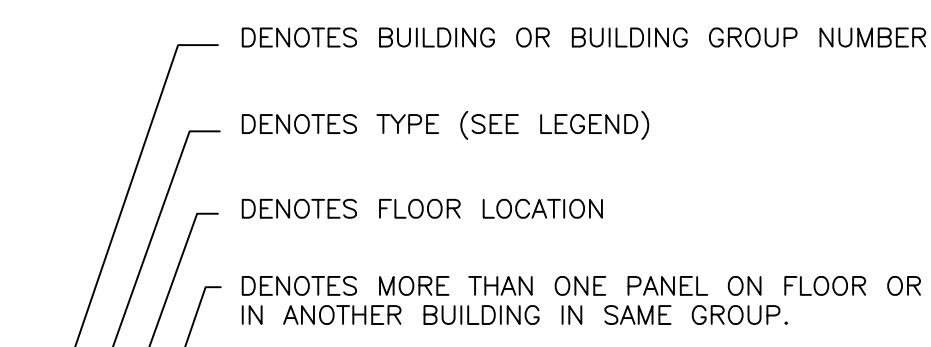 DENOTES BUILDING OR BUILDING GROUP NUMBER
DENOTES TYPE (SEE LEGEND)
DENOTES FLOOR LOCATION
DENOTES MORE THAN ONE PANEL ON FLOOR OR
IN ANOTHER BUILDING IN SAME GROUP.